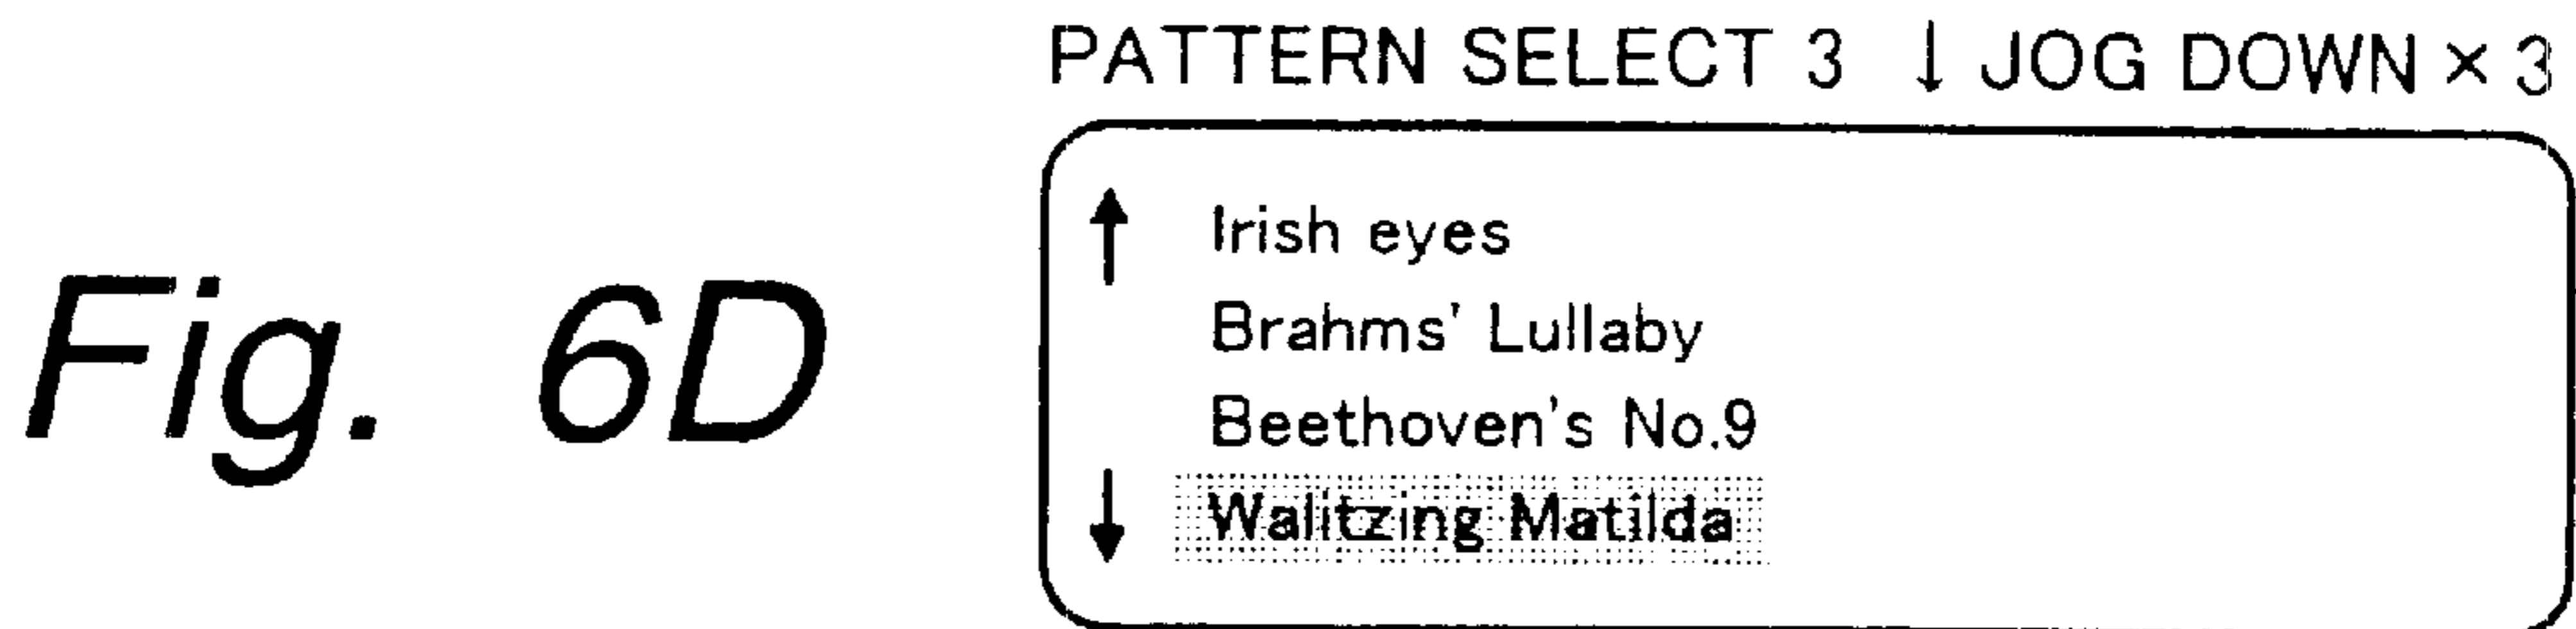 PATTERN SELECT 3 ↓ JOG DOWN × 3
↑ Irish eyes
Brahms' Lullaby
Beethoven's No.9
↓ Walitzing Matilda
Fig. 6D